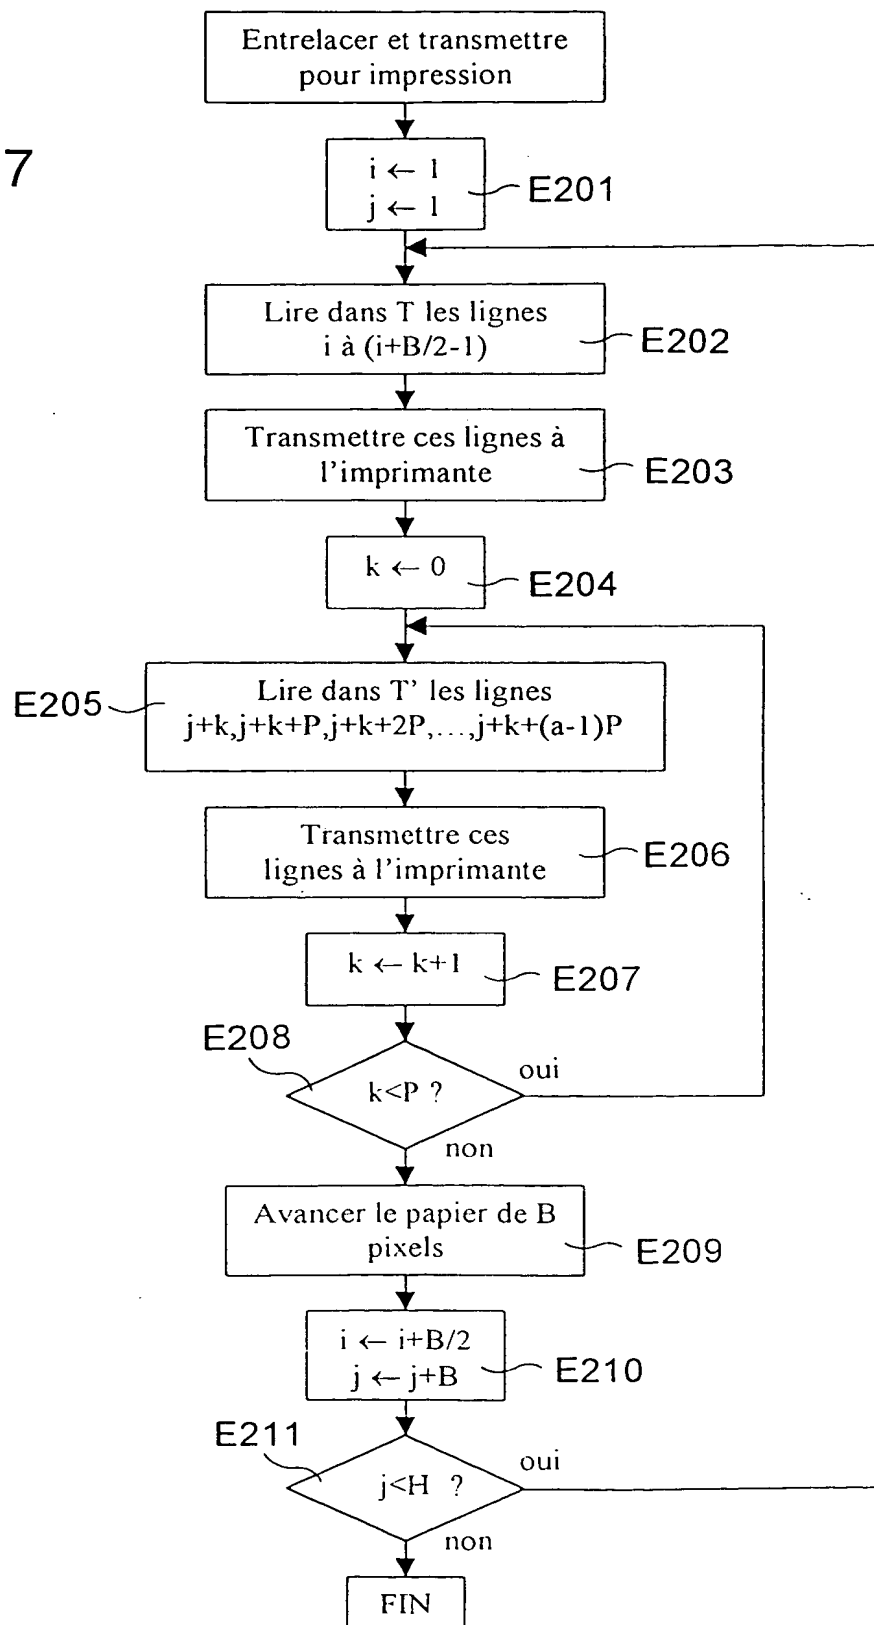 Entrelacer et transmettre
pour impression
7
i ← 1
j ← 1
E201
Lire dans T les lignes
i à (i+B/2-1)
E202
Transmettre ces lignes à
l'imprimante
E203
k ← 0
E204
E205
Lire dans T' les lignes
j+k,j+k+P,j+k+2P,...,j+k+(a-1)P
Transmettre ces
lignes à l'imprimante
E206
k ← k+1
E207
E208
k<P ?
oui
non
Avancer le papier de B
pixels
E209
i ← i+B/2
j ← j+B
E210
E211
j<H ?
oui
non
FIN